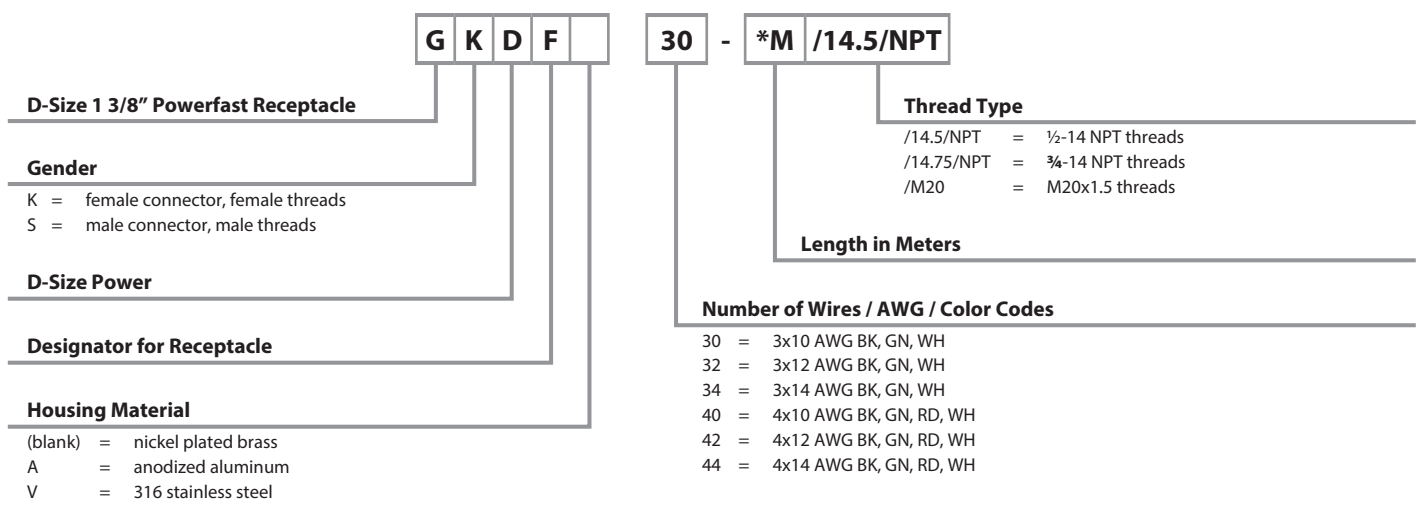 G K D F 30 - *M /14.5/NPT
D-Size 1 3/8″ Powerfast Receptacle
Gender
K = female connector, female threads
S = male connector, male threads
D-Size Power
Designator for Receptacle
Housing Material
(blank) = nickel plated brass
A = anodized aluminum
V = 316 stainless steel
Thread Type
/14.5/NPT = ½-14 NPT threads
/14.75/NPT = ¾-14 NPT threads
/M20 = M20x1.5 threads
Length in Meters
Number of Wires / AWG / Color Codes
30 = 3x10 AWG BK, GN, WH
32 = 3x12 AWG BK, GN, WH
34 = 3x14 AWG BK, GN, WH
40 = 4x10 AWG BK, GN, RD, WH
42 = 4x12 AWG BK, GN, RD, WH
44 = 4x14 AWG BK, GN, RD, WH